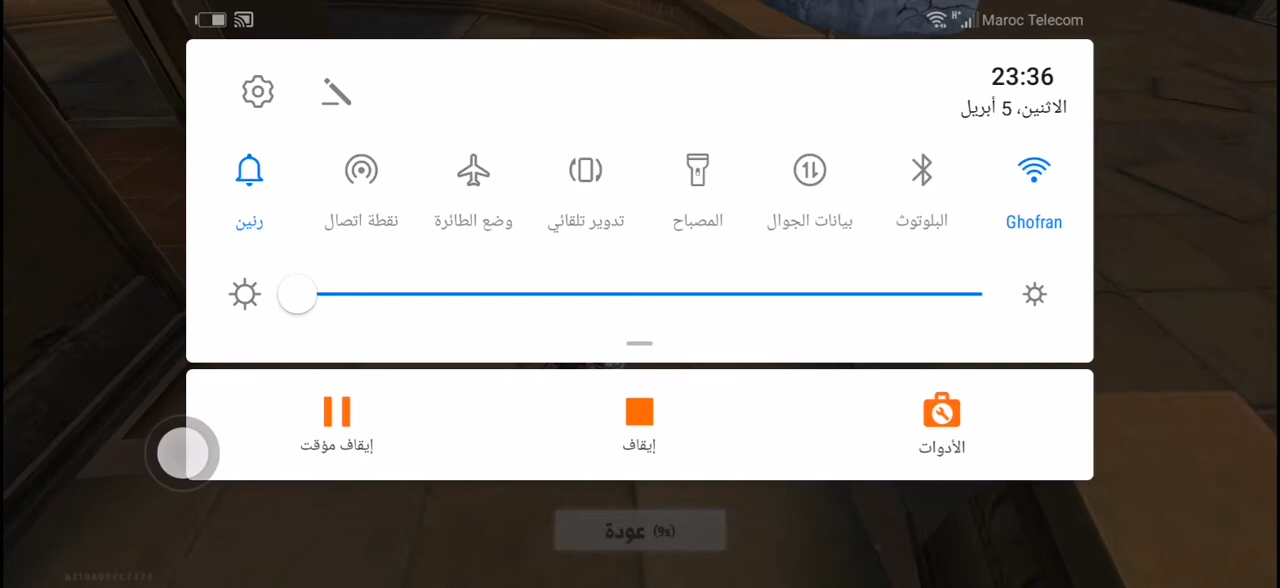 Maroc Telecom
23:36
الاثنين، 5 أبريل
Ghofran
البلوتوث
بيانات الجوال
المصباح
تدوير تلقائي
وضع الطائرة
نقطة اتصال
رنين
الأدوات
إيقاف
إيقاف مؤقت
عودة (9s)